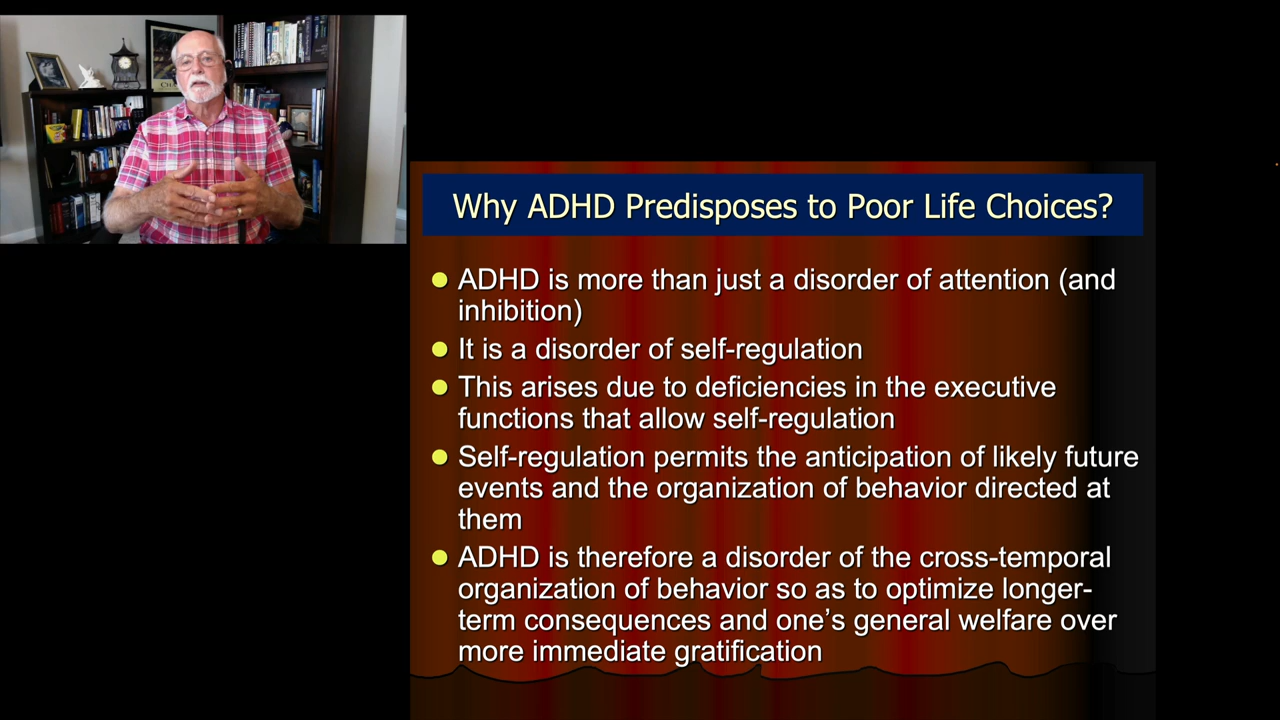 Why ADHD Predisposes to Poor Life Choices?
ADHD is more than just a disorder of attention (and
inhibition)
It is a disorder of self-regulation
This arises due to deficiencies in the executive
functions that allow self-regulation
Self-regulation permits the anticipation of likely future
events and the organization of behavior directed at
them
ADHD is therefore a disorder of the cross-temporal
organization of behavior so as to optimize longer-
term consequences and one’s general welfare over
more immediate gratification